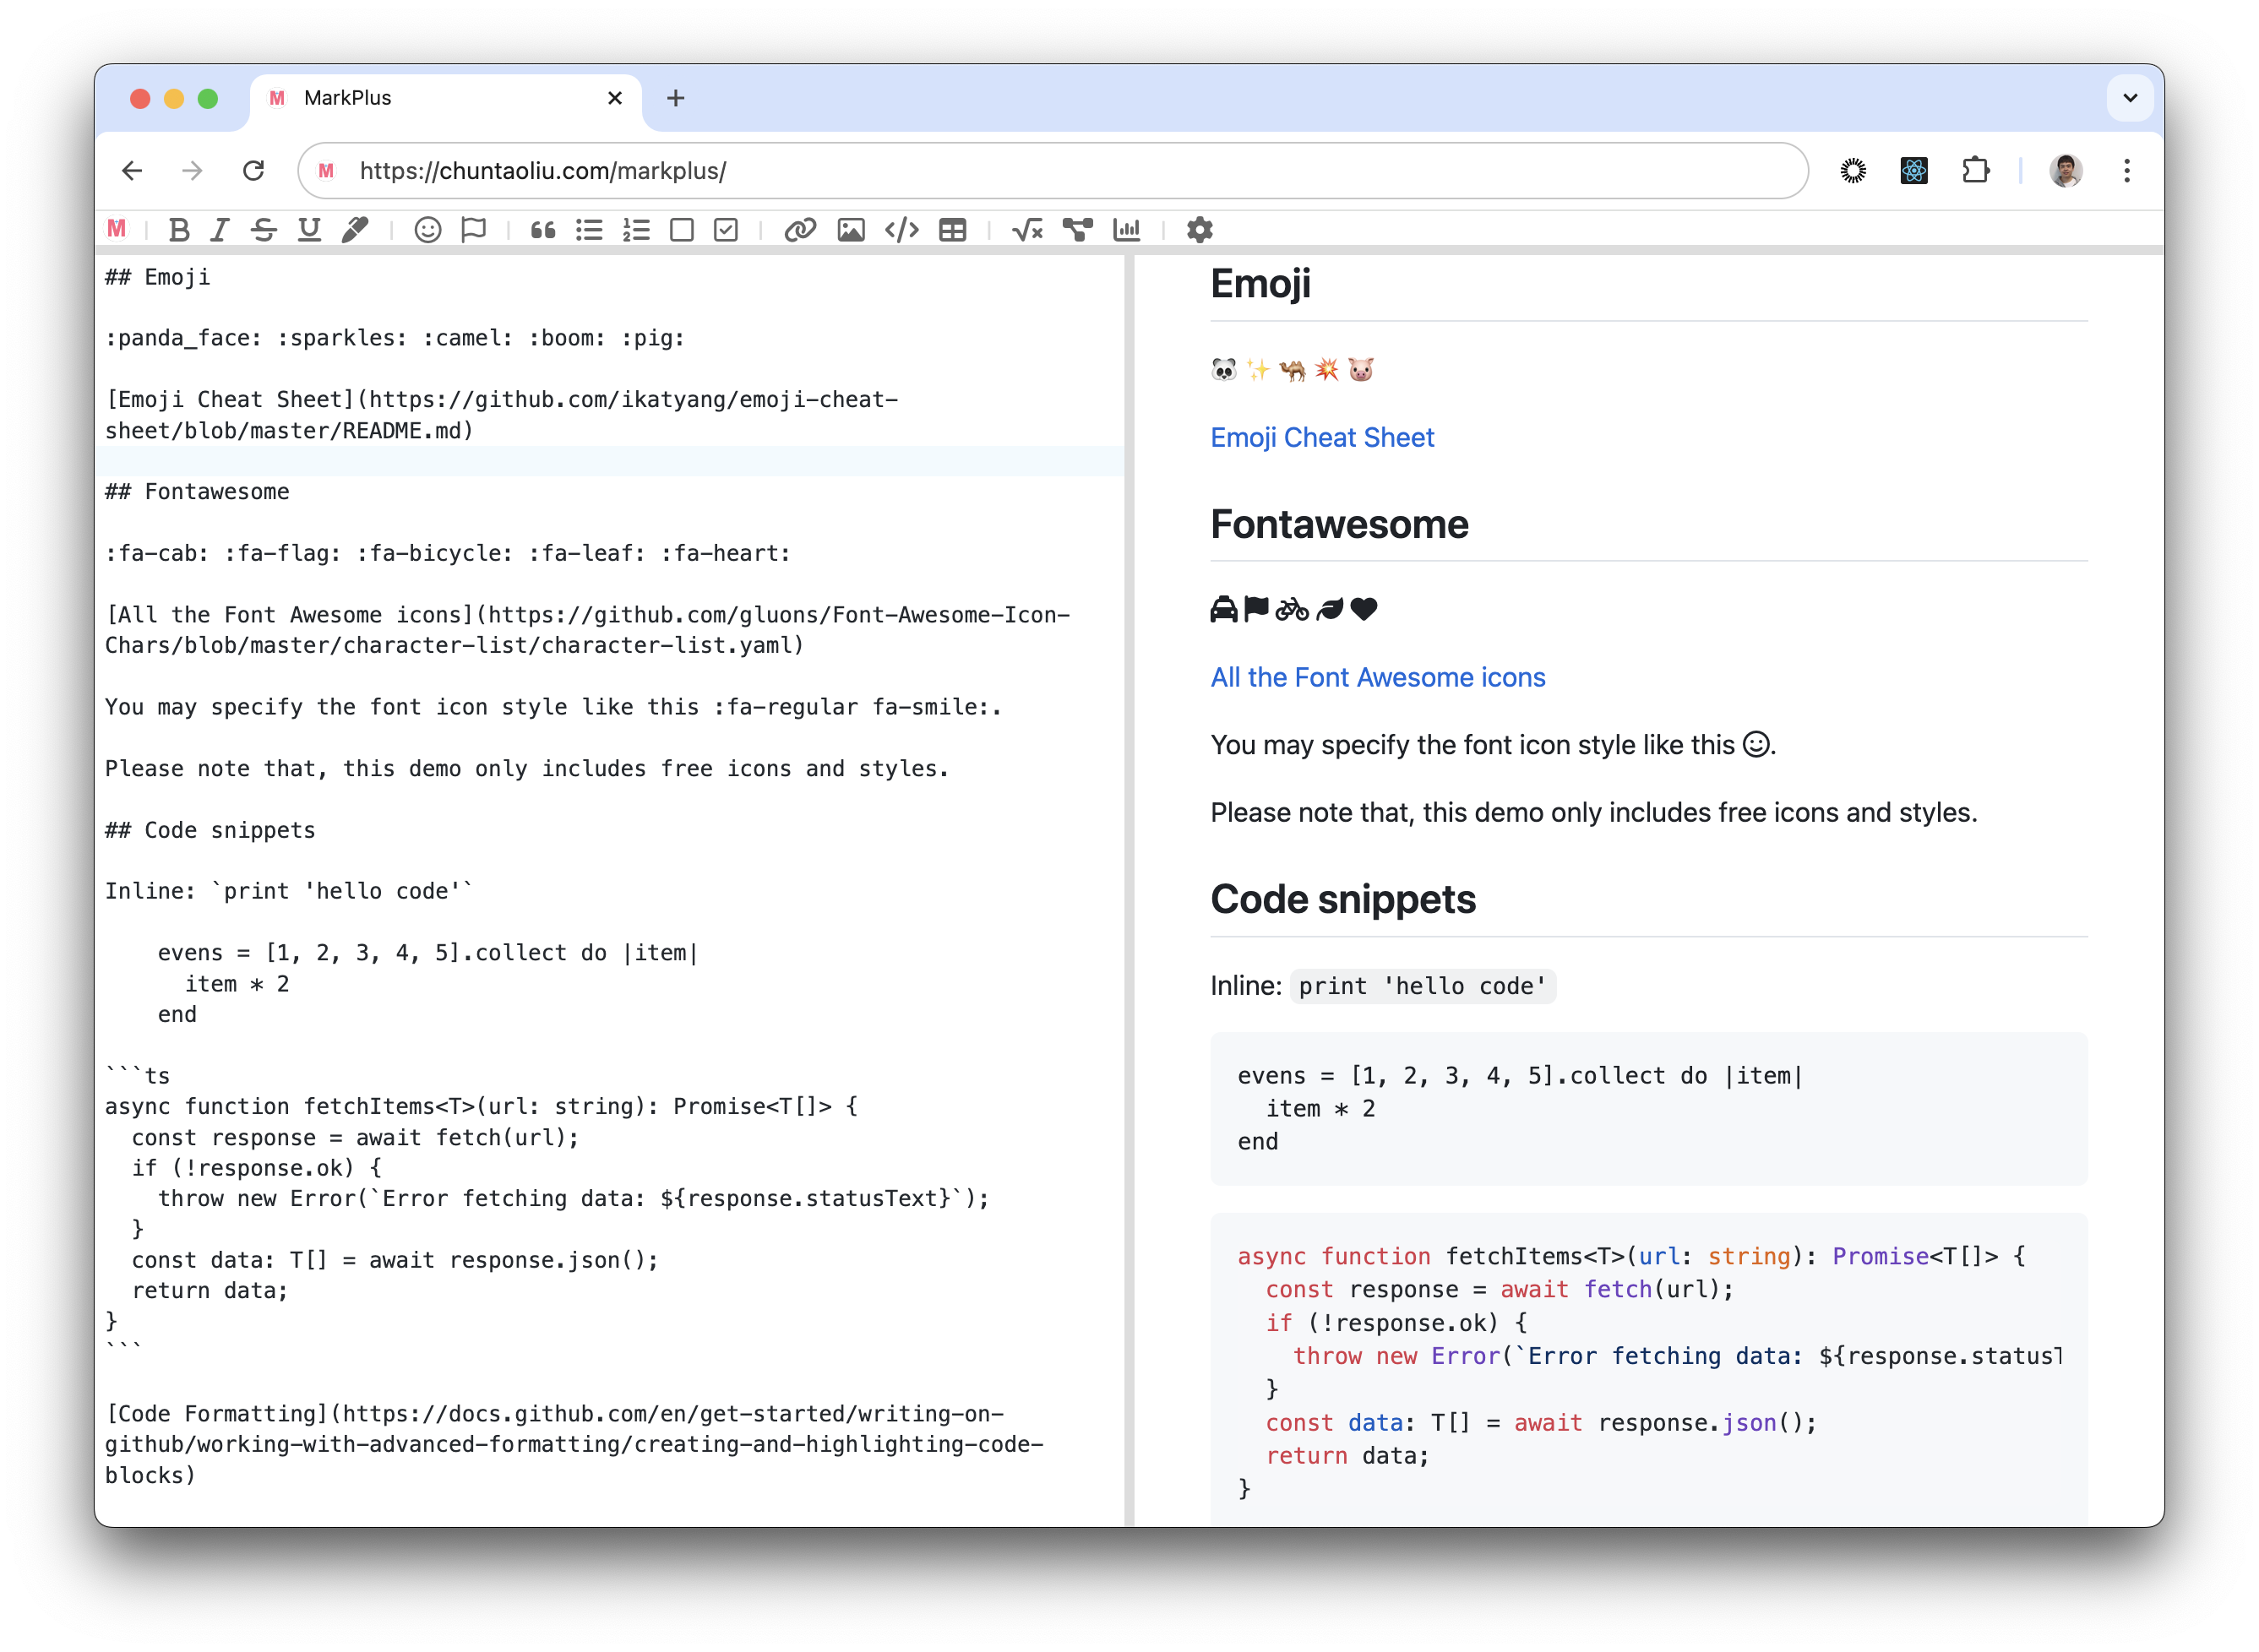 MarkPlus
https://chuntaoliu.com/markplus/
## Emoji
:panda_face: :sparkles: :camel: :boom: :pig:
[Emoji Cheat Sheet](https://github.com/ikatyang/emoji-cheat-
sheet/blob/master/README.md)
## Fontawesome
:fa-cab: :fa-flag: :fa-bicycle: :fa-leaf: :fa-heart:
[All the Font Awesome icons](https://github.com/gluons/Font-Awesome-Icon-
Chars/blob/master/character-list/character-list.yaml)
You may specify the font icon style like this :fa-regular fa-smile:.
Please note that, this demo only includes free icons and styles.
## Code snippets
Inline: `print 'hello code'`
    evens = [1, 2, 3, 4, 5].collect do |item|
      item * 2
    end
```ts
async function fetchItems<T>(url: string): Promise<T[]> {
  const response = await fetch(url);
  if (!response.ok) {
    throw new Error(`Error fetching data: ${response.statusText}`);
  }
  const data: T[] = await response.json();
  return data;
}
```
[Code Formatting](https://docs.github.com/en/get-started/writing-on-
github/working-with-advanced-formatting/creating-and-highlighting-code-
blocks)
Emoji
🐼 ✨ 🐫 💥 🐷
Emoji Cheat Sheet
Fontawesome
All the Font Awesome icons
You may specify the font icon style like this ☺.
Please note that, this demo only includes free icons and styles.
Code snippets
Inline: print 'hello code'
evens = [1, 2, 3, 4, 5].collect do |item|
  item * 2
end
async function fetchItems<T>(url: string): Promise<T[]> {
  const response = await fetch(url);
  if (!response.ok) {
    throw new Error(`Error fetching data: ${response.statusT
  }
  const data: T[] = await response.json();
  return data;
}